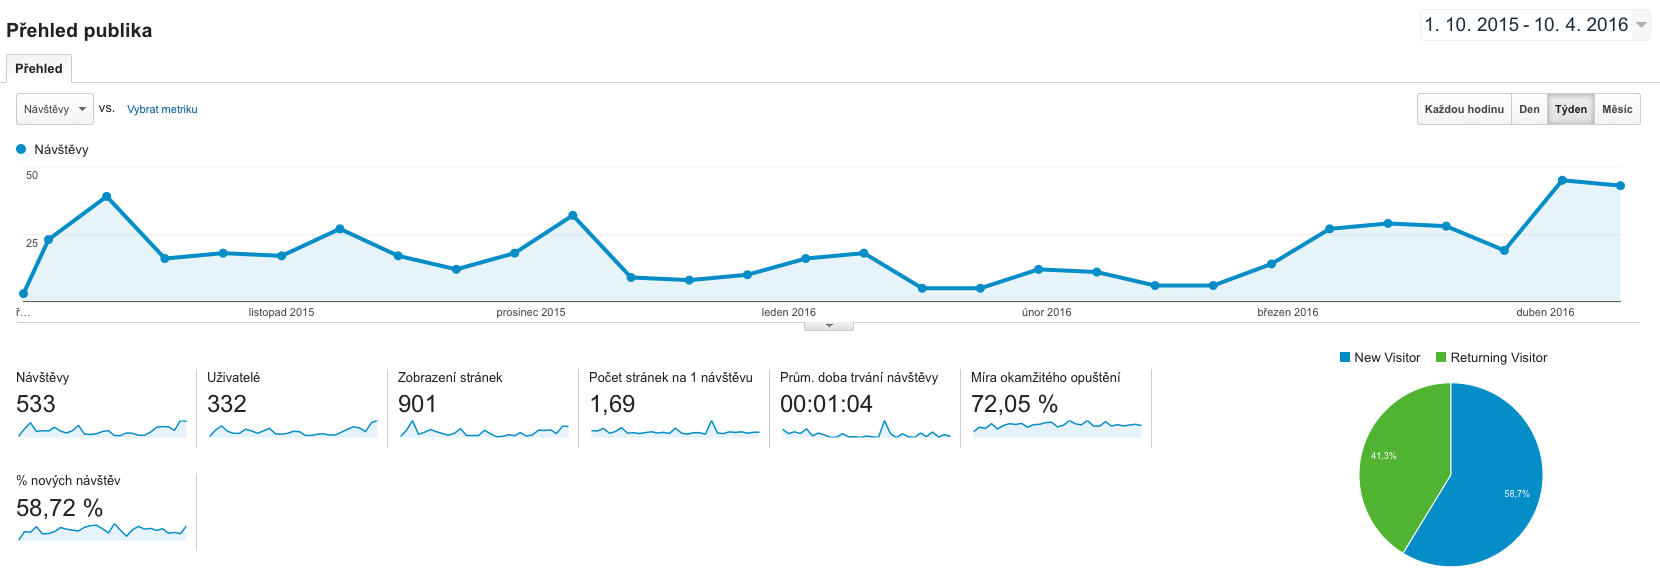 Přehled publika
1. 10. 2015 - 10. 4. 2016
Přehled
Návštěvy vs. Vybrat metriku
Každou hodinu Den Týden Měsíc
Návštěvy
50
25
ř… listopad 2015 prosinec 2015 leden 2016 únor 2016 březen 2016 duben 2016
New Visitor Returning Visitor
Návštěvy
533
Uživatelé
332
Zobrazení stránek
901
Počet stránek na 1 návštěvu
1,69
Prům. doba trvání návštěvy
00:01:04
Míra okamžitého opuštění
72,05 %
% nových návštěv
58,72 %
41,3%
58,7%